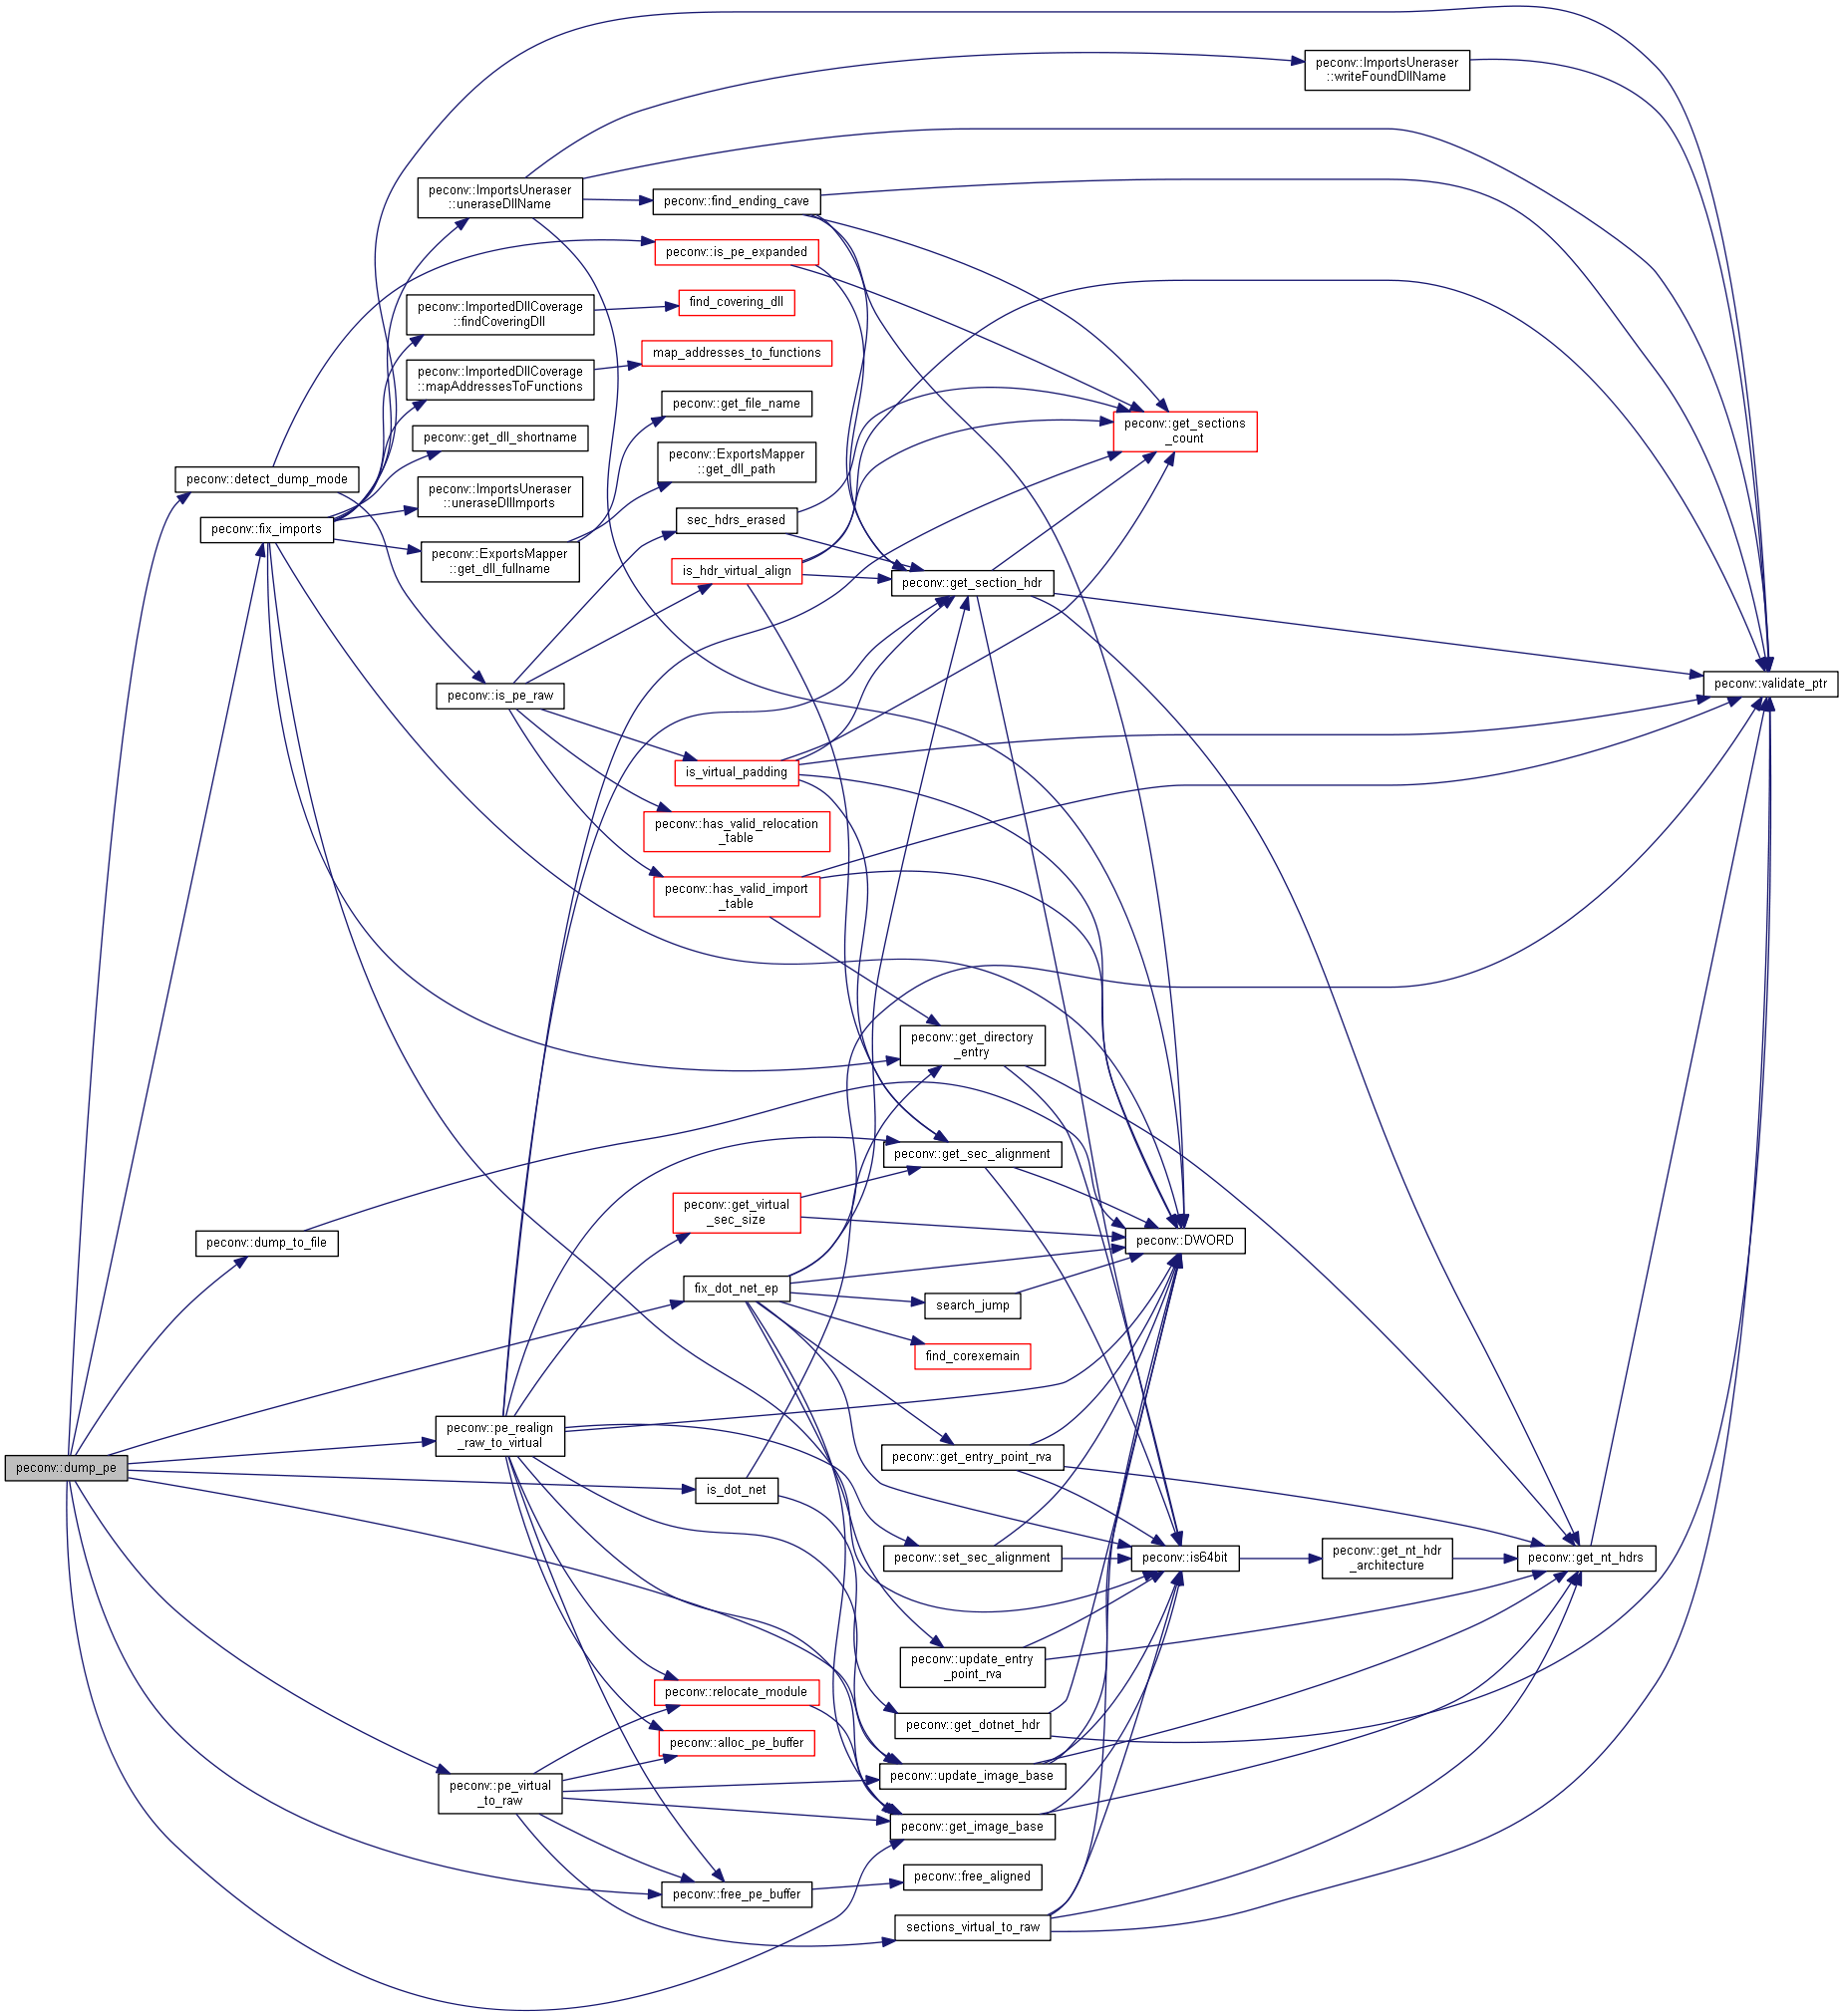 peconv::ImportsUneraser
::writeFoundDllName
peconv::ImportsUneraser
::uneraseDllName
peconv::find_ending_cave
peconv::is_pe_expanded
peconv::ImportedDllCoverage
::findCoveringDll
find_covering_dll
map_addresses_to_functions
peconv::ImportedDllCoverage
::mapAddressesToFunctions
peconv::get_file_name
peconv::get_sections
_count
peconv::get_dll_shortname
peconv::ExportsMapper
::get_dll_path
peconv::detect_dump_mode
peconv::ImportsUneraser
::uneraseDllImports
sec_hdrs_erased
peconv::fix_imports
peconv::ExportsMapper
::get_dll_fullname
is_hdr_virtual_align
peconv::get_section_hdr
peconv::validate_ptr
peconv::is_pe_raw
is_virtual_padding
peconv::has_valid_relocation
_table
peconv::has_valid_import
_table
peconv::get_directory
_entry
peconv::get_sec_alignment
peconv::get_virtual
_sec_size
peconv::dump_to_file
peconv::DWORD
fix_dot_net_ep
search_jump
find_corexemain
peconv::pe_realign
_raw_to_virtual
peconv::get_entry_point_rva
peconv::dump_pe
is_dot_net
peconv::set_sec_alignment
peconv::is64bit
peconv::get_nt_hdr
_architecture
peconv::get_nt_hdrs
peconv::update_entry
_point_rva
peconv::relocate_module
peconv::get_dotnet_hdr
peconv::alloc_pe_buffer
peconv::update_image_base
peconv::pe_virtual
_to_raw
peconv::get_image_base
peconv::free_aligned
peconv::free_pe_buffer
sections_virtual_to_raw